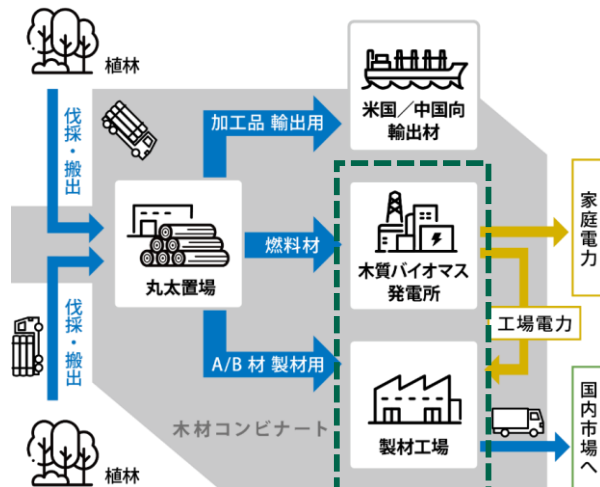 植林
伐採・搬出
加工品 輸出用
米国／中国向
輸出材
丸太置場
燃料材
木質バイオマス
発電所
家庭電力
工場電力
伐採・搬出
A/B 材 製材用
木材コンビナート
製材工場
国内市場へ
植林